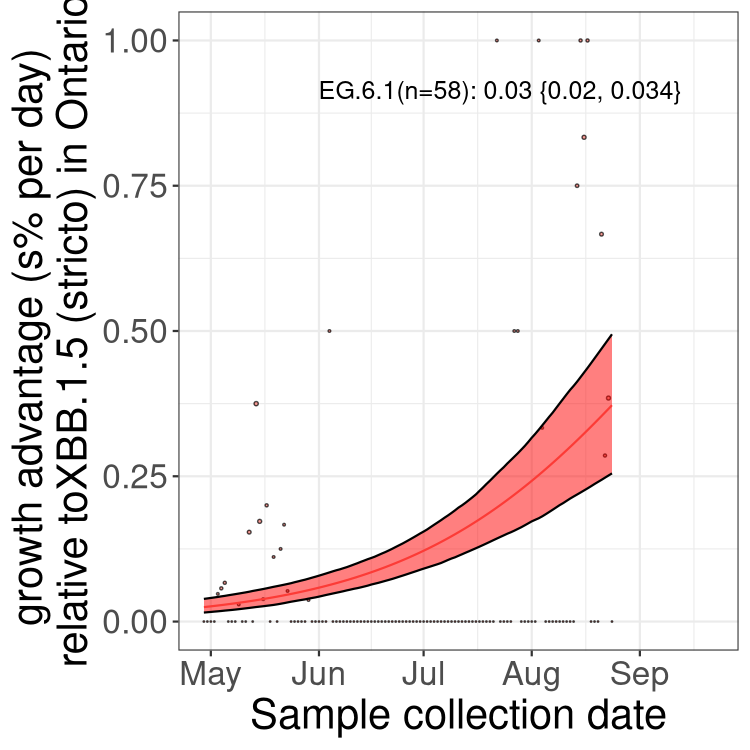 growth advantage (s% per day)
relative toXBB.1.5 (stricto) in Ontario
1.00
0.75
0.50
0.25
0.00
EG.6.1(n=58): 0.03 {0.02, 0.034}
May Jun Jul Aug Sep
Sample collection date